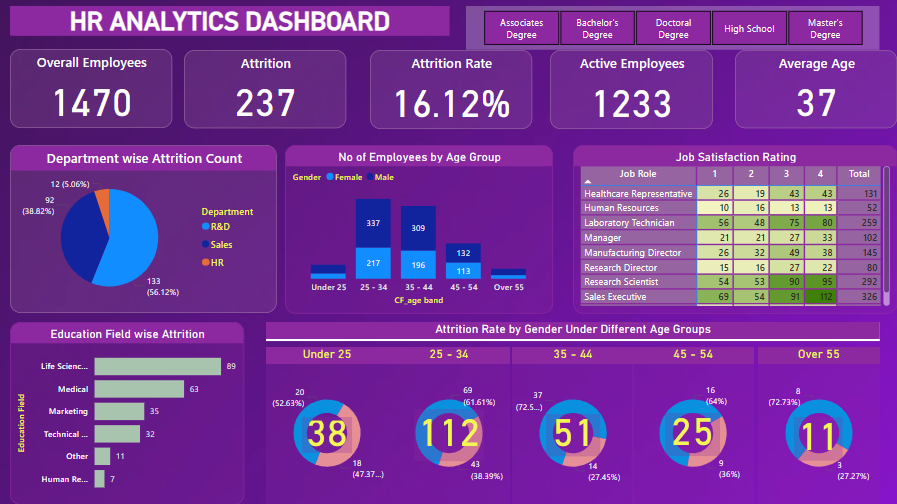 HR ANALYTICS DASHBOARD
Associates Degree
Bachelor's Degree
Doctoral Degree
High School
Master's Degree
Overall Employees
1470
Attrition
237
Attrition Rate
16.12%
Active Employees
1233
Average Age
37
Department wise Attrition Count
12 (5.06%)
92
(38.82%)
133
(56.12%)
Department
R&D
Sales
HR
No of Employees by Age Group
Gender Female Male
337
309
132
217
196
113
Under 25 25 - 34 35 - 44 45 - 54 Over 55
CF_age band
Job Satisfaction Rating
Job Role 1 2 3 4 Total
Healthcare Representative 26 19 43 43 131
Human Resources 10 16 13 13 52
Laboratory Technician 56 48 75 80 259
Manager 21 21 27 33 102
Manufacturing Director 26 32 49 38 145
Research Director 15 16 27 22 80
Research Scientist 54 53 90 95 292
Sales Executive 69 54 91 112 326
Education Field wise Attrition
Education Field
Life Scienc... 89
Medical 63
Marketing 35
Technical ... 32
Other 11
Human Re... 7
Attrition Rate by Gender Under Different Age Groups
Under 25
20
(52.63%)
38
18
(47.37...)
25 - 34
69
(61.61%)
112
43
(38.39%)
35 - 44
37
(72.5...)
51
14
(27.45%)
45 - 54
16
(64%)
25
9
(36%)
Over 55
8
(72.73%)
11
3
(27.27%)